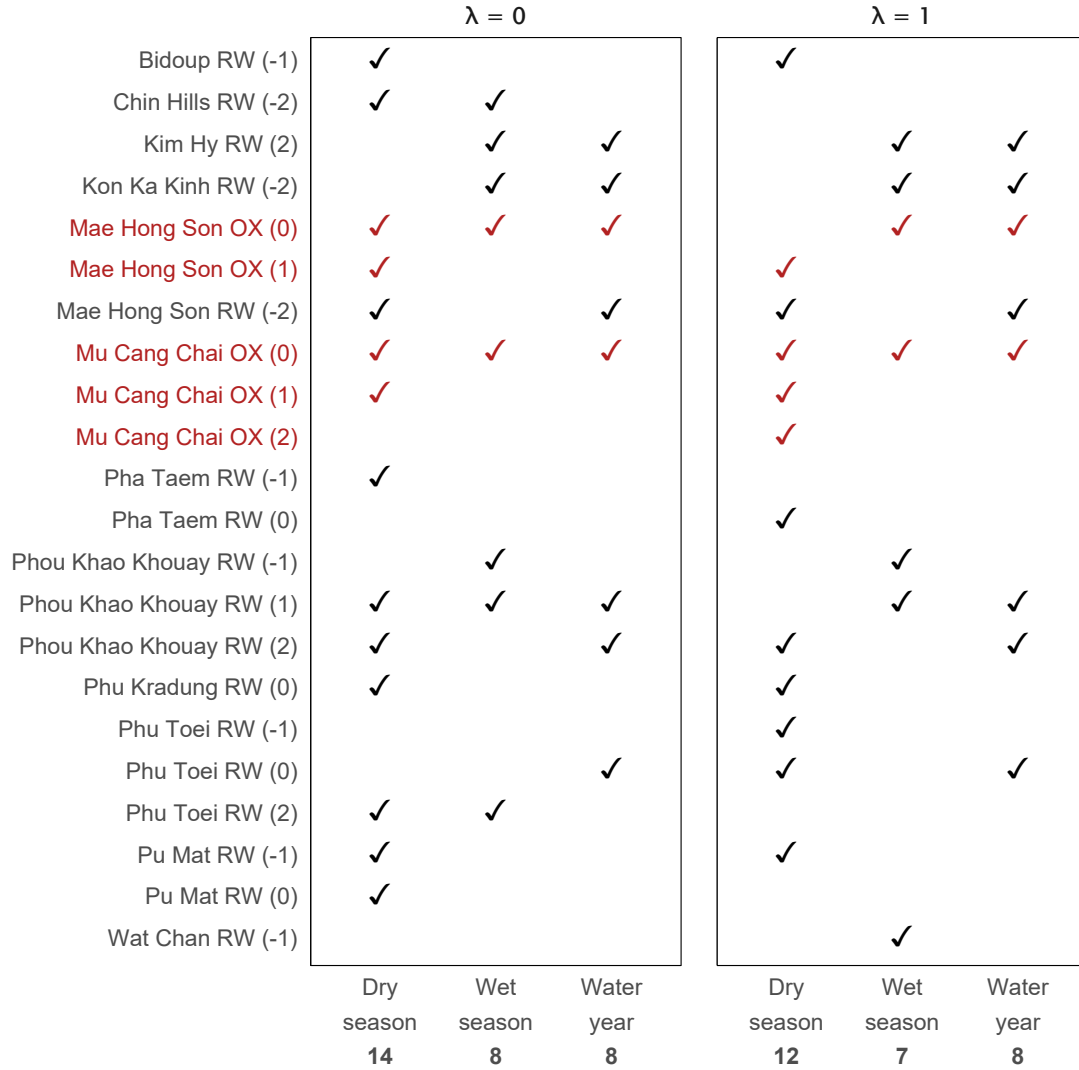 λ = 0 λ = 1
Bidoup RW (-1) ✓ ✓
Chin Hills RW (-2) ✓ ✓
Kim Hy RW (2) ✓ ✓ ✓ ✓
Kon Ka Kinh RW (-2) ✓ ✓ ✓ ✓
Mae Hong Son OX (0) ✓ ✓ ✓ ✓ ✓
Mae Hong Son OX (1) ✓ ✓
Mae Hong Son RW (-2) ✓ ✓ ✓ ✓
Mu Cang Chai OX (0) ✓ ✓ ✓ ✓ ✓ ✓
Mu Cang Chai OX (1) ✓ ✓
Mu Cang Chai OX (2) ✓
Pha Taem RW (-1) ✓
Pha Taem RW (0) ✓
Phou Khao Khouay RW (-1) ✓ ✓
Phou Khao Khouay RW (1) ✓ ✓ ✓ ✓ ✓
Phou Khao Khouay RW (2) ✓ ✓ ✓ ✓
Phu Kradung RW (0) ✓ ✓
Phu Toei RW (-1) ✓
Phu Toei RW (0) ✓ ✓ ✓
Phu Toei RW (2) ✓ ✓
Pu Mat RW (-1) ✓ ✓
Pu Mat RW (0) ✓
Wat Chan RW (-1) ✓
Dry Wet Water Dry Wet Water
season season year season season year
14 8 8 12 7 8